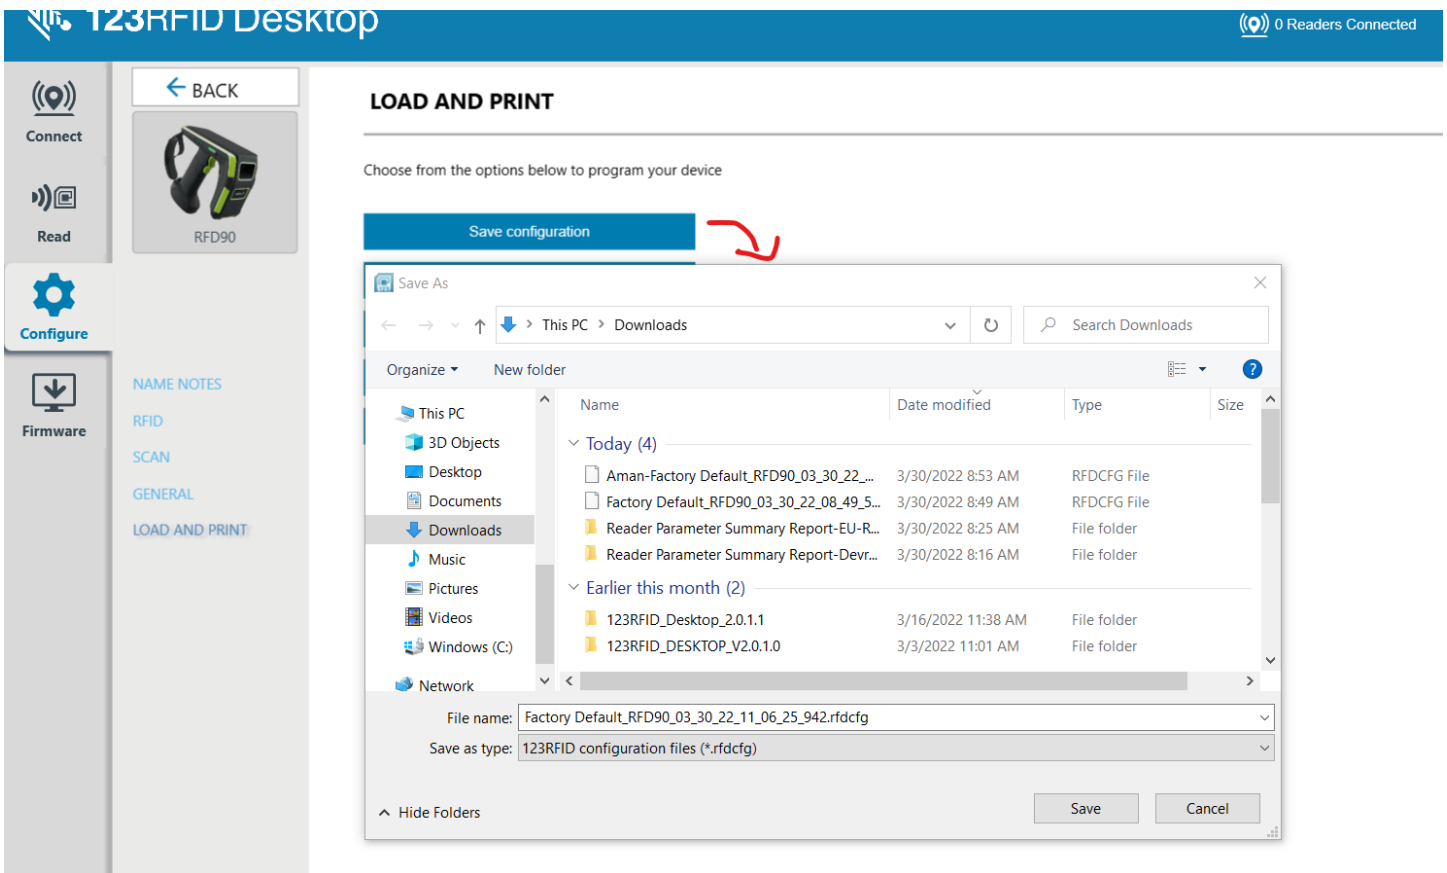 123RFID Desktop
0 Readers Connected
Connect
Read
Configure
Firmware
BACK
RFD90
NAME NOTES
RFID
SCAN
GENERAL
LOAD AND PRINT
LOAD AND PRINT
Choose from the options below to program your device
Save configuration
Save As
This PC > Downloads
Search Downloads
Organize
New folder
?
This PC
3D Objects
Desktop
Documents
Downloads
Music
Pictures
Videos
Windows (C:)
Network
Name Date modified Type Size
Today (4)
Aman-Factory Default_RFD90_03_30_22_... 3/30/2022 8:53 AM RFDCFG File
Factory Default_RFD90_03_30_22_08_49_5... 3/30/2022 8:49 AM RFDCFG File
Reader Parameter Summary Report-EU-R... 3/30/2022 8:25 AM File folder
Reader Parameter Summary Report-Devr... 3/30/2022 8:16 AM File folder
Earlier this month (2)
123RFID_Desktop_2.0.1.1 3/16/2022 11:38 AM File folder
123RFID_DESKTOP_V2.0.1.0 3/3/2022 11:01 AM File folder
File name: Factory Default_RFD90_03_30_22_11_06_25_942.rfdcfg
Save as type: 123RFID configuration files (*.rfdcfg)
Hide Folders
Save
Cancel